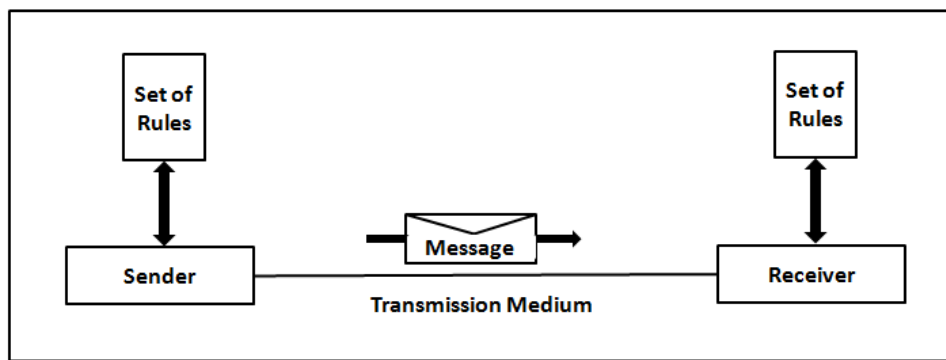 Set of
Rules
Set of
Rules
Message
Sender
Receiver
Transmission Medium